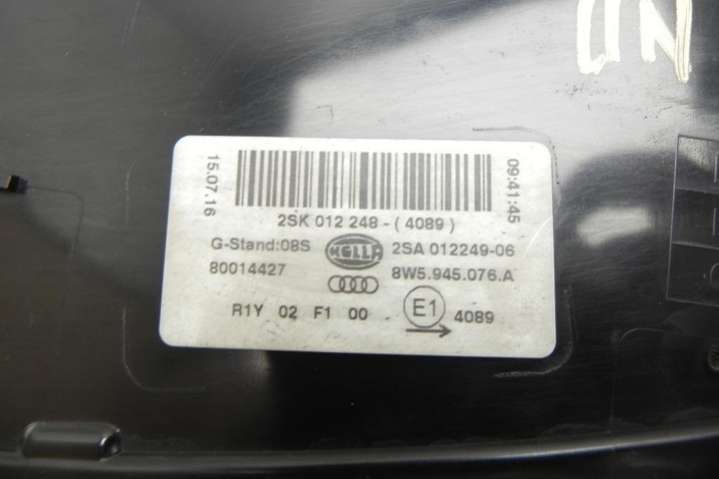 15.07.16
09:41:45
2SK 012 248 - ( 4089 )
G-Stand:08S HELLA 2SA 012249-06
80014427 8W5.945.076.A
R1Y 02 F1 00 E1 4089